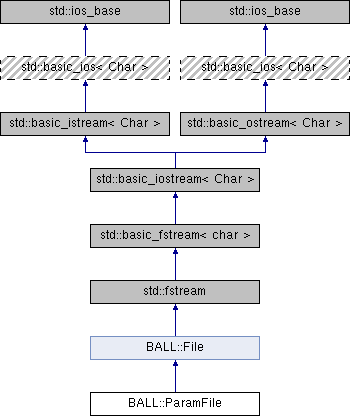 std::ios_base
std::ios_base
std::basic_ios< Char >
std::basic_ios< Char >
std::basic_istream< Char >
std::basic_ostream< Char >
std::basic_iostream< Char >
std::basic_fstream< char >
std::fstream
BALL::File
BALL::ParamFile